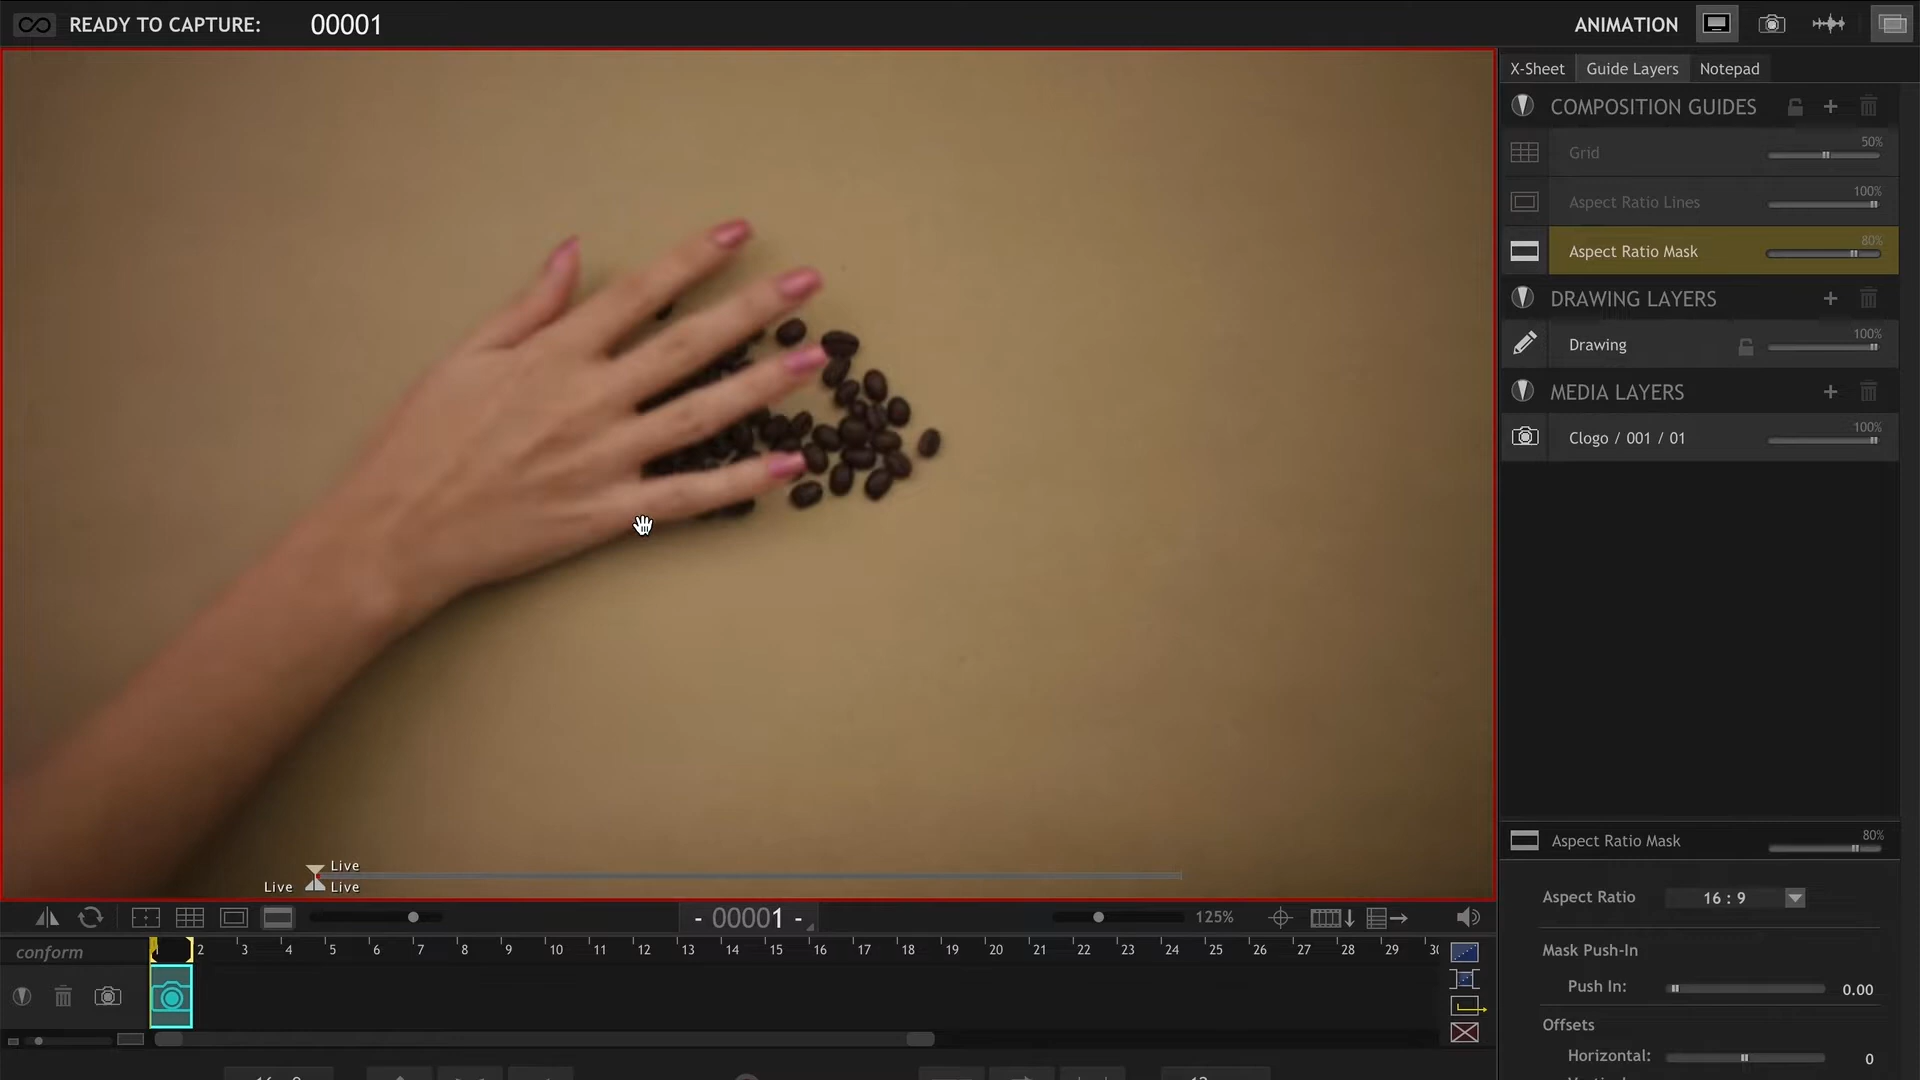 READY TO CAPTURE: 00001
ANIMATION
X-Sheet Guide Layers Notepad
COMPOSITION GUIDES
Grid 50%
Aspect Ratio Lines 100%
Aspect Ratio Mask 80%
DRAWING LAYERS
Drawing 100%
MEDIA LAYERS
Clogo / 001 / 01 100%
Live
Live Live
Aspect Ratio Mask 80%
Aspect Ratio 16 : 9
Mask Push-In
Push In: 0.00
Offsets
Horizontal: 0
- 00001 - 125%
conform 1 2 3 4 5 6 7 8 9 10 11 12 13 14 15 16 17 18 19 20 21 22 23 24 25 26 27 28 29